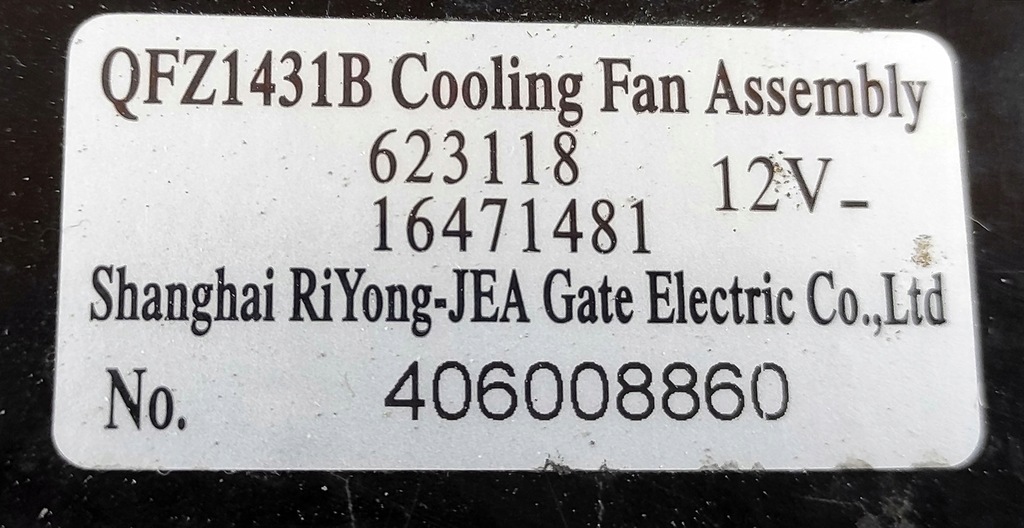 QFZ1431B Cooling Fan Assembly
623118
12V-
16471481
Shanghai RiYong-JEA Gate Electric Co.,Ltd
No. 406008860